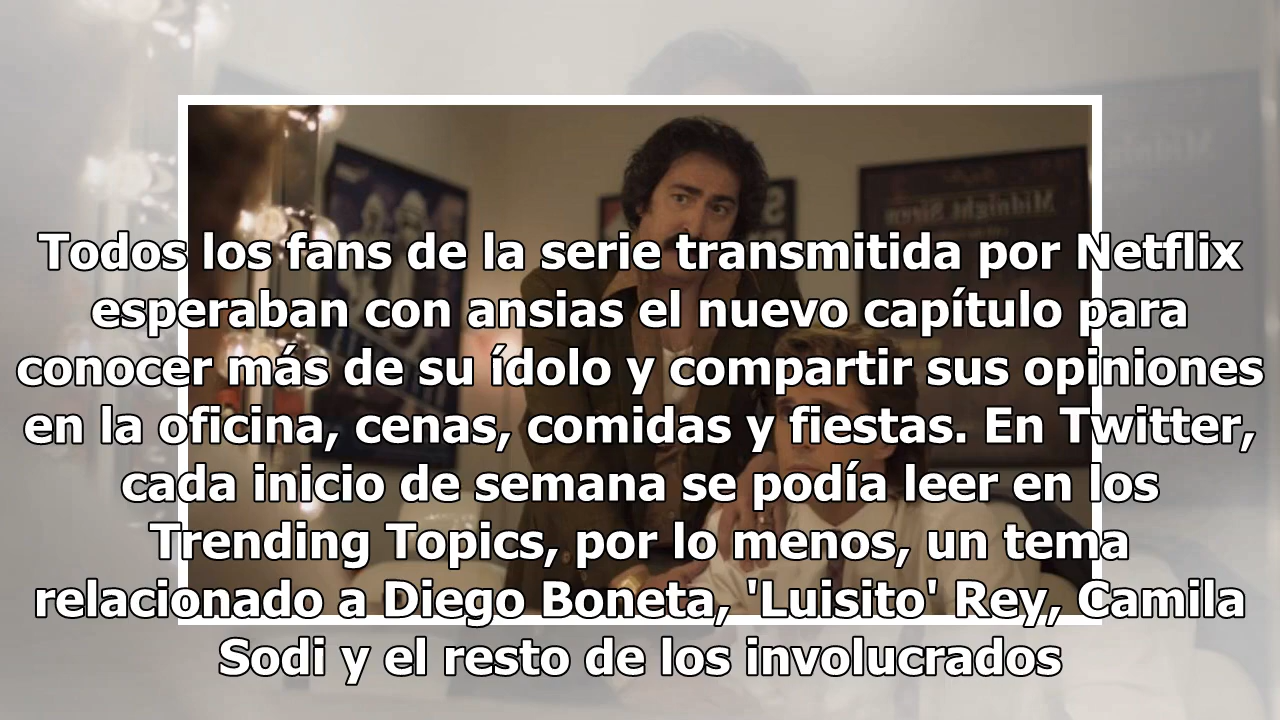 Todos los fans de la serie transmitida por Netflix
esperaban con ansias el nuevo capítulo para
conocer más de su ídolo y compartir sus opiniones
en la oficina, cenas, comidas y fiestas. En Twitter,
cada inicio de semana se podía leer en los
Trending Topics, por lo menos, un tema
relacionado a Diego Boneta, 'Luisito' Rey, Camila
Sodi y el resto de los involucrados
Midnight Siren